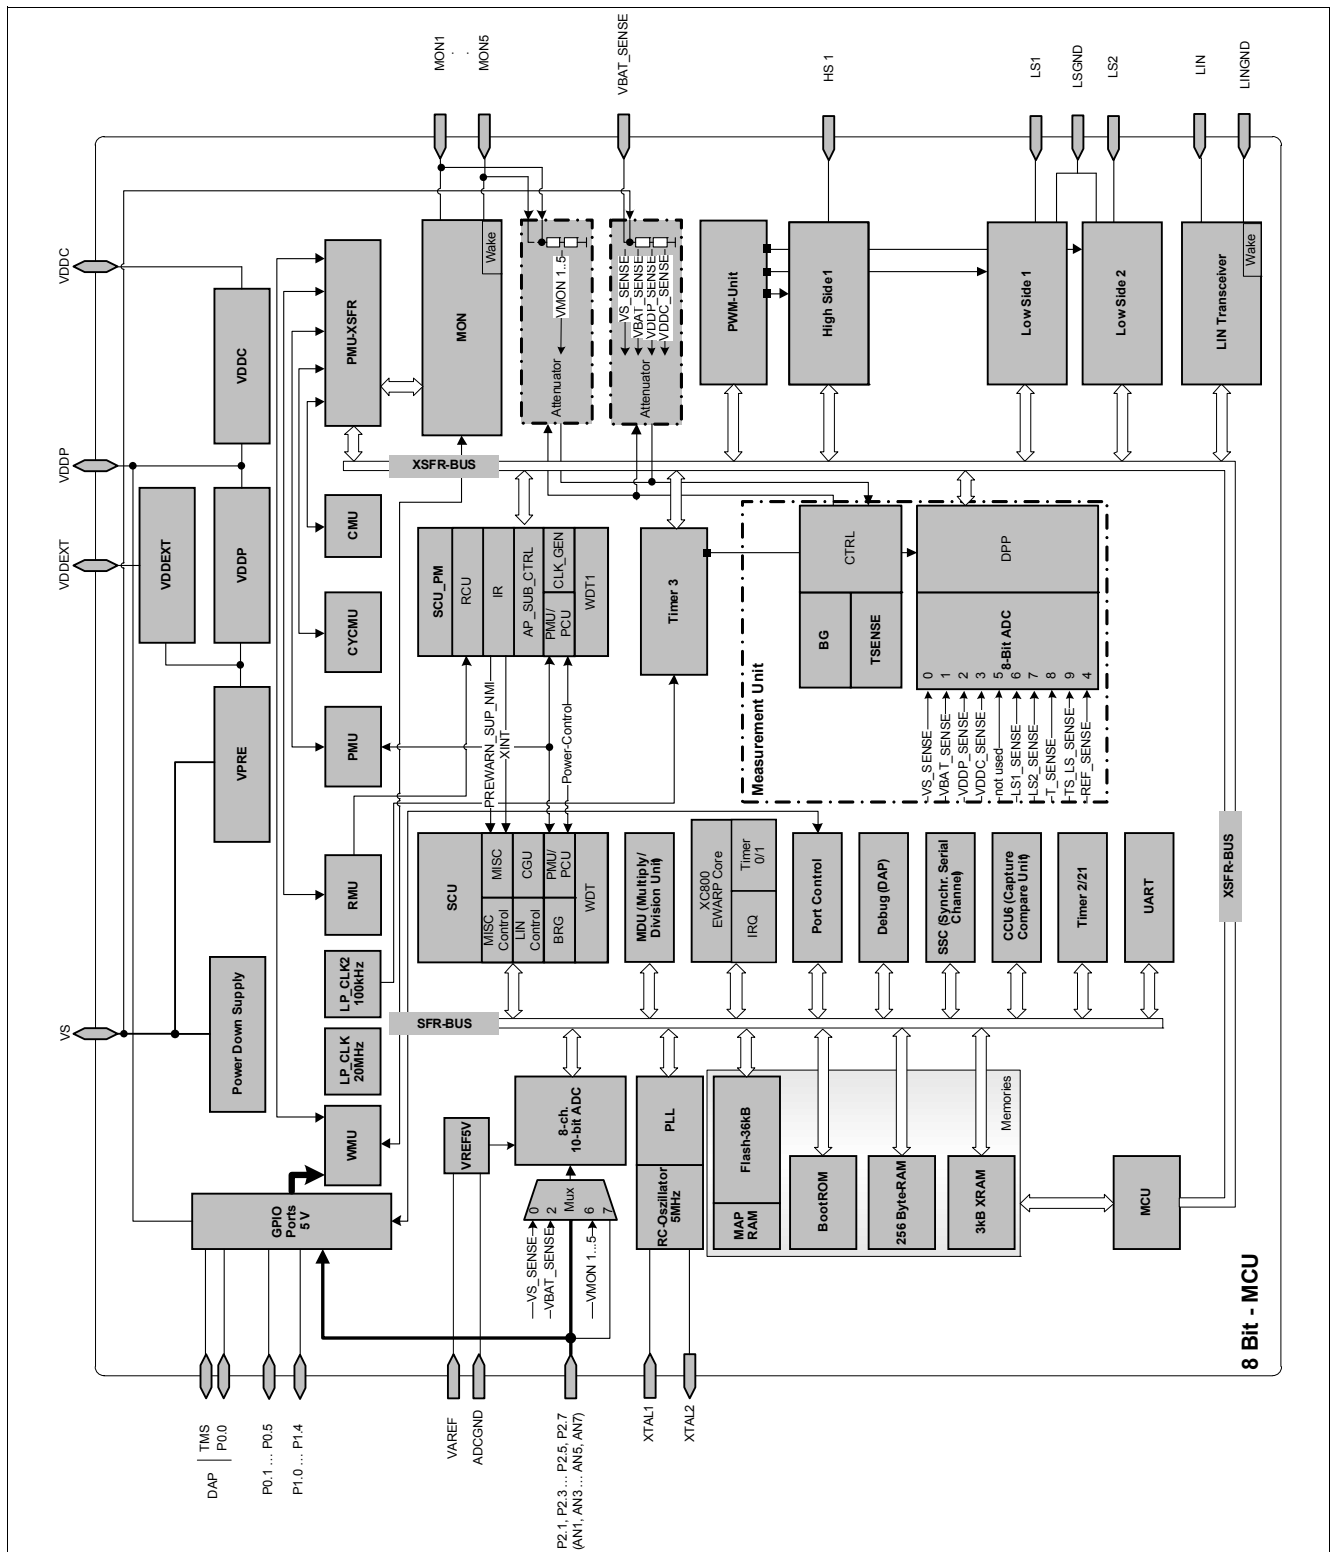 VS
VDDEXT
VDDP
VDDC
MON1
.
.
MON5
VBAT_SENSE
HS 1
LS1
LSGND
LS2
LIN
LINGND
Power Down Supply
VPRE
VDDEXT
VDDP
VDDC
GPIO
Ports
5 V
WMU
LP_CLK
20MHz
LP_CLK2
100kHz
RMU
PMU
CYCMU
CMU
PMU-XSFR
MON
Wake
VMON 1..5
Attenuator
VS_SENSE
VBAT_SENSE
VDDP_SENSE
VDDC_SENSE
Attenuator
PWM-Unit
High Side1
Low Side 1
Low Side 2
LIN Transceiver
Wake
XSFR-BUS
SCU_PM
RCU
IR
AP_SUB_CTRL
PMU/
PCU
CLK_GEN
WDT1
PREWARN_SUP_NMI
XINT
Power-Control
Timer 3
Measurement Unit
CTRL
BG
TSENSE
DPP
8-Bit ADC
VS_SENSE 0
VBAT_SENSE 1
VDDP_SENSE 2
VDDC_SENSE 3
not used 5
LS1_SENSE 6
LS2_SENSE 7
T_SENSE 8
TS_LS_SENSE 9
REF_SENSE 4
SCU
MISC
Control
MISC
LIN
Control
CGU
BRG
PMU/
PCU
WDT
MDU (Multiply/
Division Unit)
XC800
EWARP Core
IRQ
Timer
0/1
Port Control
Debug (DAP)
SSC (Synchr. Serial
Channel)
CCU6 (Capture
Compare Unit)
Timer 2/21
UART
XSFR-BUS
SFR-BUS
VREF5V
8-ch.
10-bit ADC
Mux
0
2
6
7
VS_SENSE
VBAT_SENSE
VMON 1...5
PLL
RC-Oszillator
5MHz
Flash-36kB
MAP
RAM
BootROM
256 Byte-RAM
3kB XRAM
Memories
MCU
8 Bit - MCU
DAP
TMS
P0.0
P0.1 ... P0.5
P1.0 ... P1.4
VAREF
ADCGND
P2.1, P2.3 ... P2.5, P2.7
(AN1, AN3 ... AN5, AN7)
XTAL1
XTAL2